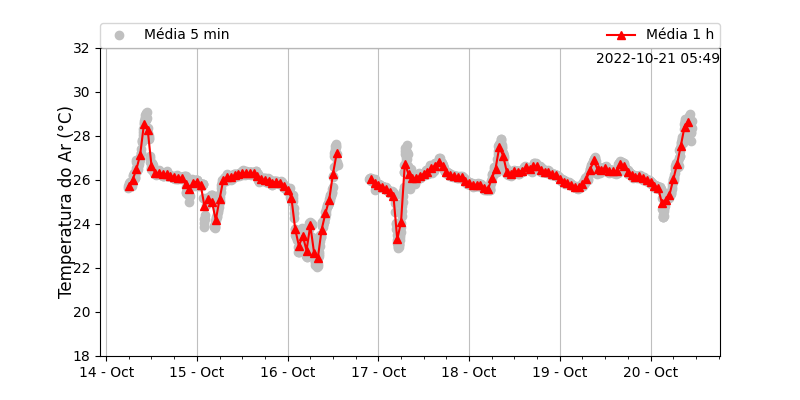 Média 5 min
Média 1 h
2022-10-21 05:49
Temperatura do Ar (°C)
32
30
28
26
24
22
20
18
14 - Oct
15 - Oct
16 - Oct
17 - Oct
18 - Oct
19 - Oct
20 - Oct